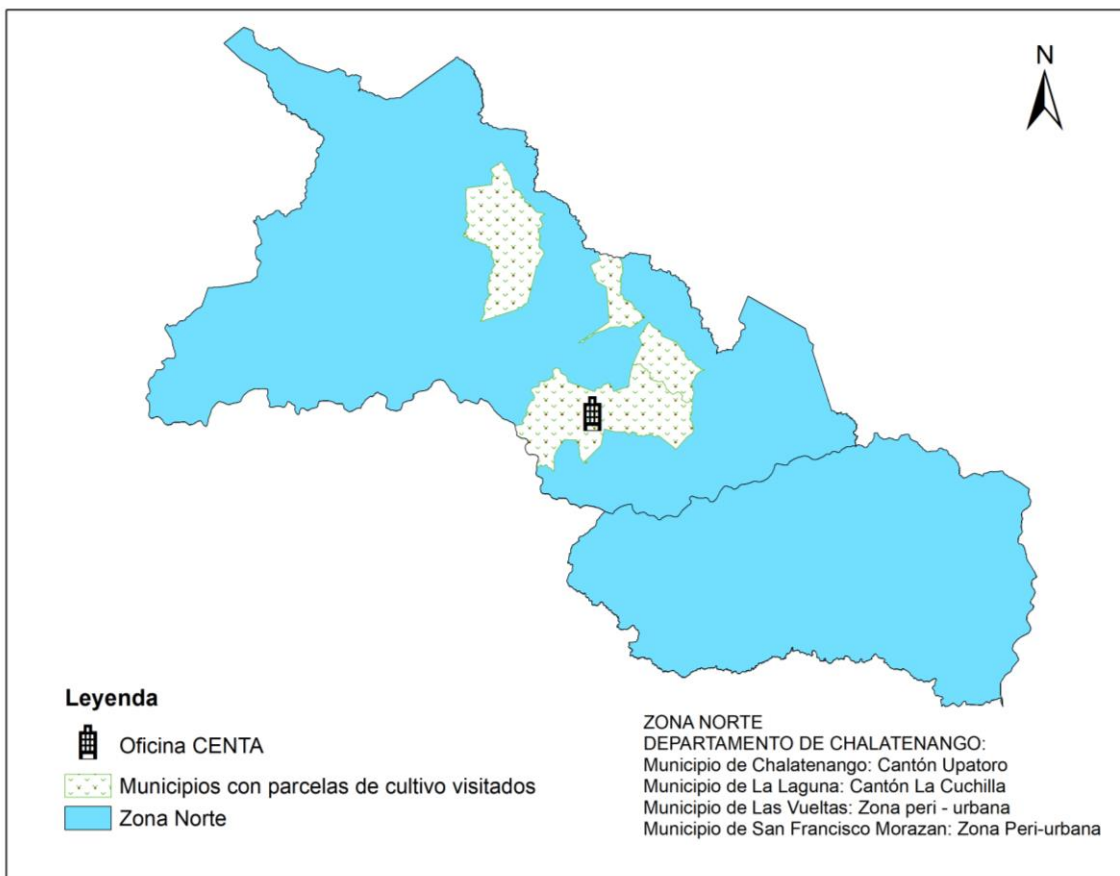 N
Leyenda
Oficina CENTA
Municipios con parcelas de cultivo visitados
Zona Norte
ZONA NORTE
DEPARTAMENTO DE CHALATENANGO:
Municipio de Chalatenango: Cantón Upatoro
Municipio de La Laguna: Cantón La Cuchilla
Municipio de Las Vueltas: Zona peri - urbana
Municipio de San Francisco Morazan: Zona Peri-urbana